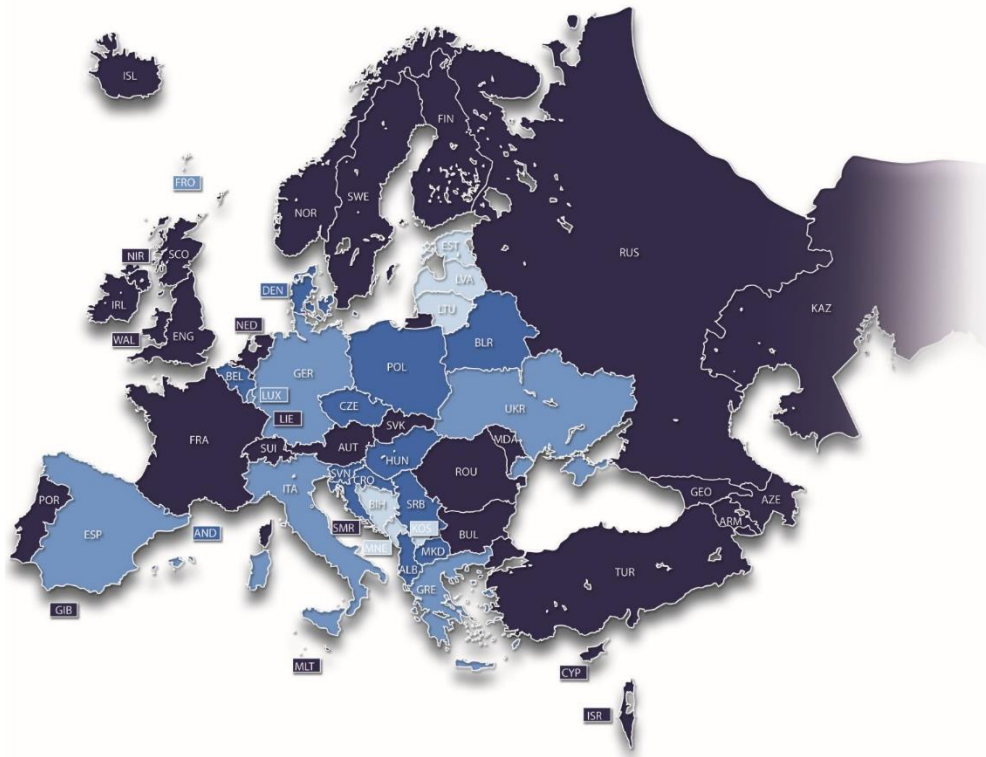 ISL
FIN
FRO
SWE
NOR
NIR
SCO
EST
RUS
LVA
DEN
IRL
LTU
KAZ
NED
WAL
ENG
BLR
POL
GER
BEL
LUX
CZE
UKR
LIE
SVK
FRA
SUI
AUT
MDA
HUN
ROU
SVN
CRO
ITA
POR
BIH
SRB
GEO
AZE
ESP
AND
SMR
KOS
BUL
ARM
MNE
MKD
ALB
TUR
GRE
GIB
MLT
CYP
ISR